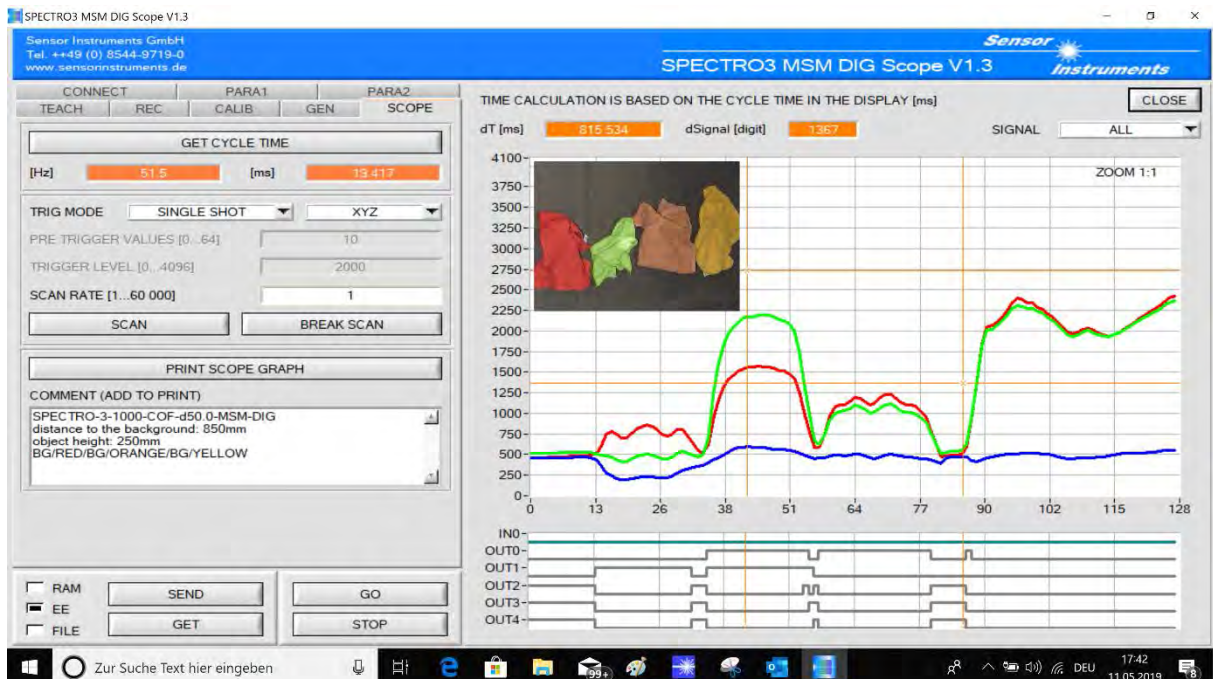 SPECTRO3 MSM DIG Scope V1.3
Sensor Instruments GmbH
Tel. ++49 (0) 8544-9719-0
www.sensorinstruments.de
SPECTRO3 MSM DIG Scope V1.3
Sensor
Instruments
CONNECT PARA1 PARA2
TEACH REC CALIB GEN SCOPE
GET CYCLE TIME
[Hz] 51.5 [ms] 19.417
TRIG MODE SINGLE SHOT XYZ
PRE TRIGGER VALUES [0...64] 10
TRIGGER LEVEL [0...4096] 2000
SCAN RATE [1...60 000] 1
SCAN BREAK SCAN
PRINT SCOPE GRAPH
COMMENT (ADD TO PRINT)
SPECTRO-3-1000-COF-d50.0-MSM-DIG
distance to the background: 850mm
object height: 250mm
BG/RED/BG/ORANGE/BG/YELLOW
RAM
EE
FILE
SEND GO
GET STOP
TIME CALCULATION IS BASED ON THE CYCLE TIME IN THE DISPLAY [ms]
CLOSE
dT [ms] 815.534 dSignal [digit] 1367 SIGNAL ALL
ZOOM 1:1
4100
3750
3500
3250
3000
2750
2500
2250
2000
1750
1500
1250
1000
750
500
250
0
0 13 26 38 51 64 77 90 102 115 128
IN0
OUT0
OUT1
OUT2
OUT3
OUT4
Zur Suche Text hier eingeben
99+
DEU
17:42
11.05.2019
8